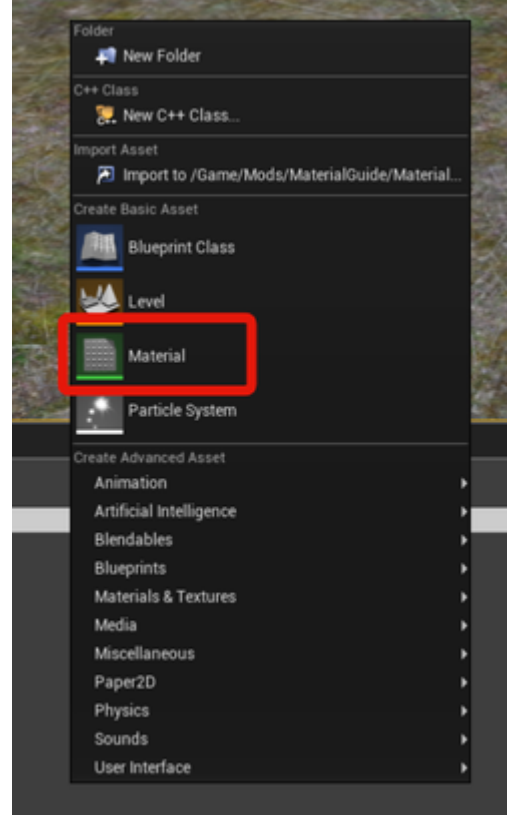 Folder
New Folder
C++ Class
New C++ Class...
Import Asset
Import to /Game/Mods/MaterialGuide/Material...
Create Basic Asset
Blueprint Class
Level
Material
Particle System
Create Advanced Asset
Animation
Artificial Intelligence
Blendables
Blueprints
Materials & Textures
Media
Miscellaneous
Paper2D
Physics
Sounds
User Interface